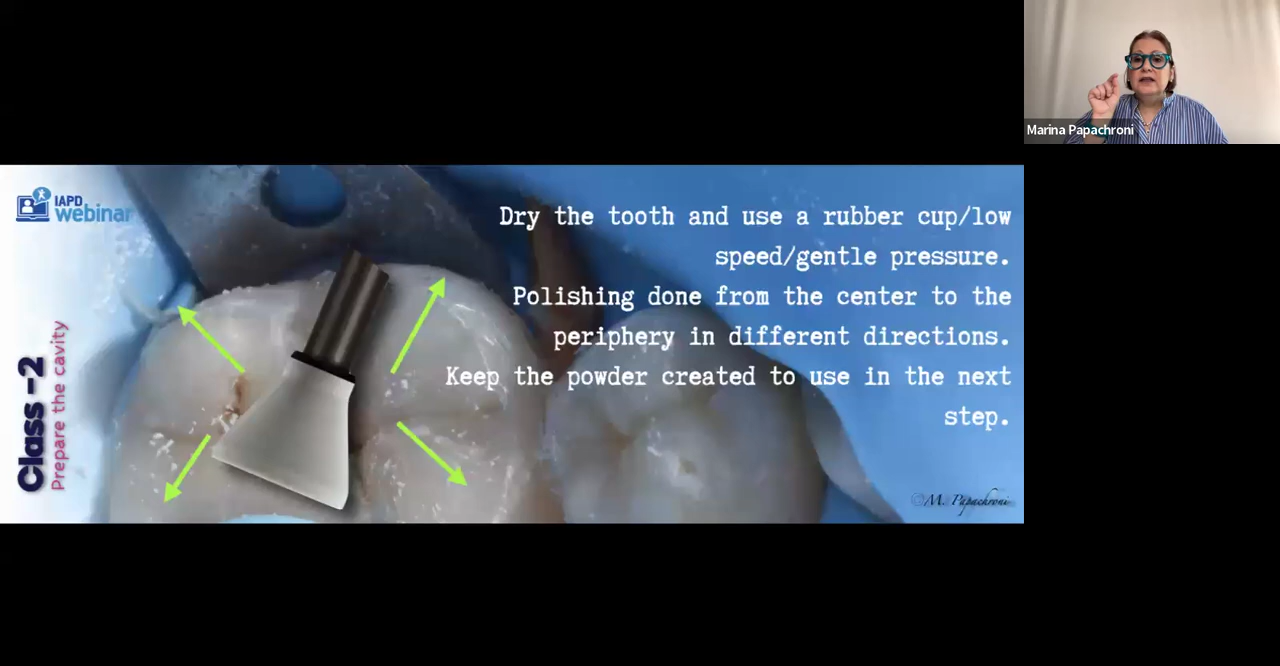 Marina Papachroni
IAPD
webinar
Dry the tooth and use a rubber cup/low
speed/gentle pressure.
Polishing done from the center to the
periphery in different directions.
Keep the powder created to use in the next
step.
Class -2
Prepare the cavity
©M. Papachroni